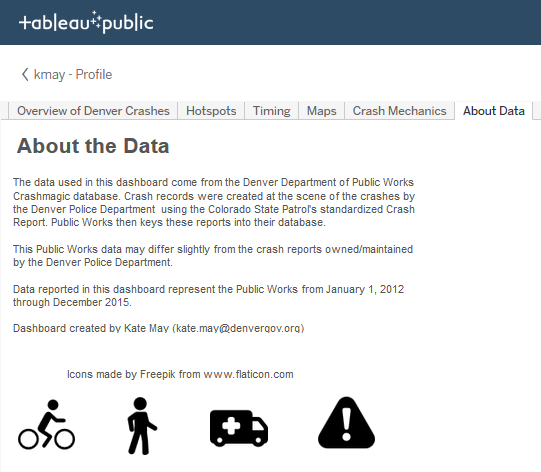 +ableau public
kmay - Profile
Overview of Denver Crashes Hotspots Timing Maps Crash Mechanics About Data
About the Data
The data used in this dashboard come from the Denver Department of Public Works
Crashmagic database. Crash records were created at the scene of the crashes by
the Denver Police Department using the Colorado State Patrol's standardized Crash
Report. Public Works then keys these reports into their database.
This Public Works data may differ slightly from the crash reports owned/maintained
by the Denver Police Department.
Data reported in this dashboard represent the Public Works from January 1, 2012
through December 2015.
Dashboard created by Kate May (kate.may@denvergov.org)
Icons made by Freepik from www.flaticon.com